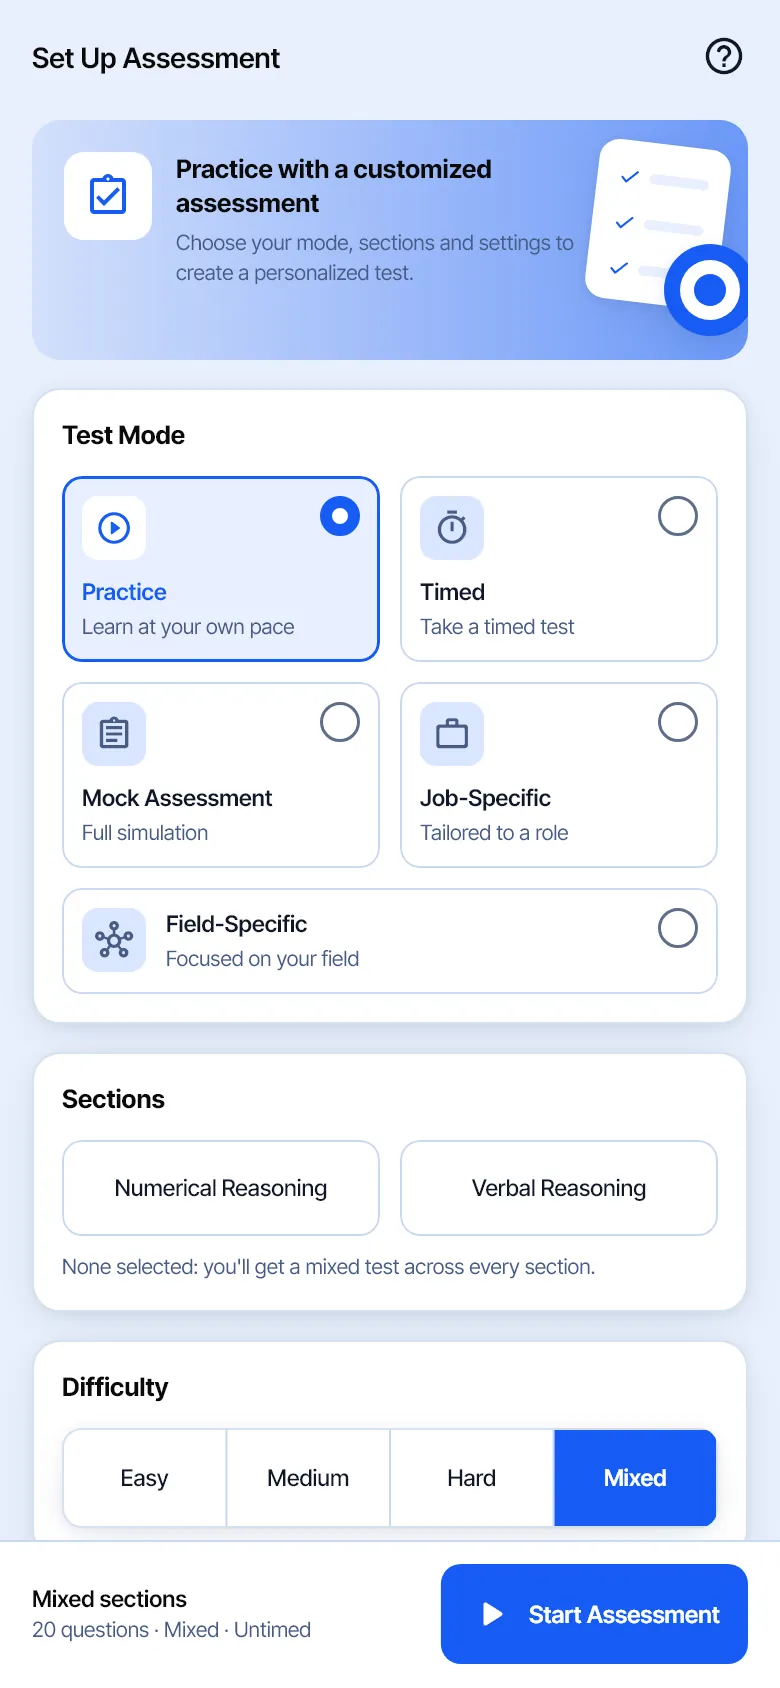 Set Up Assessment
Practice with a customized
assessment
Choose your mode, sections and settings to
create a personalized test.
Test Mode
Practice
Learn at your own pace
Timed
Take a timed test
Mock Assessment
Full simulation
Job-Specific
Tailored to a role
Field-Specific
Focused on your field
Sections
Numerical Reasoning
Verbal Reasoning
None selected: you'll get a mixed test across every section.
Difficulty
Easy
Medium
Hard
Mixed
Mixed sections
20 questions · Mixed · Untimed
Start Assessment